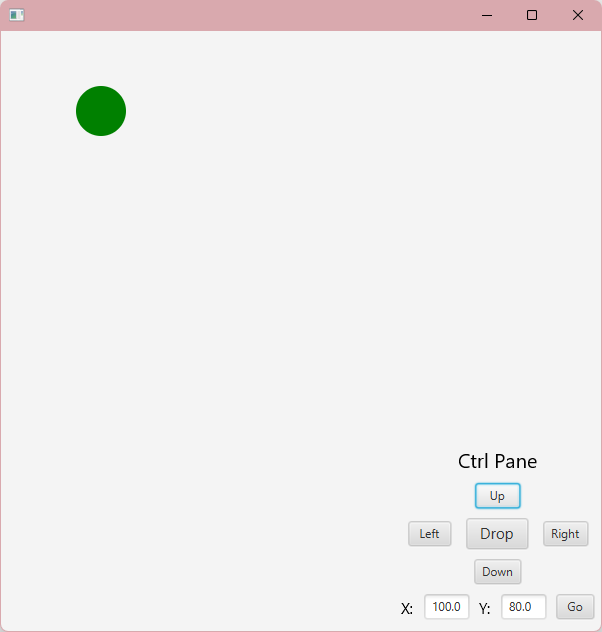 Ctrl Pane
Up
Left Drop Right
Down
X: 100.0 Y: 80.0 Go